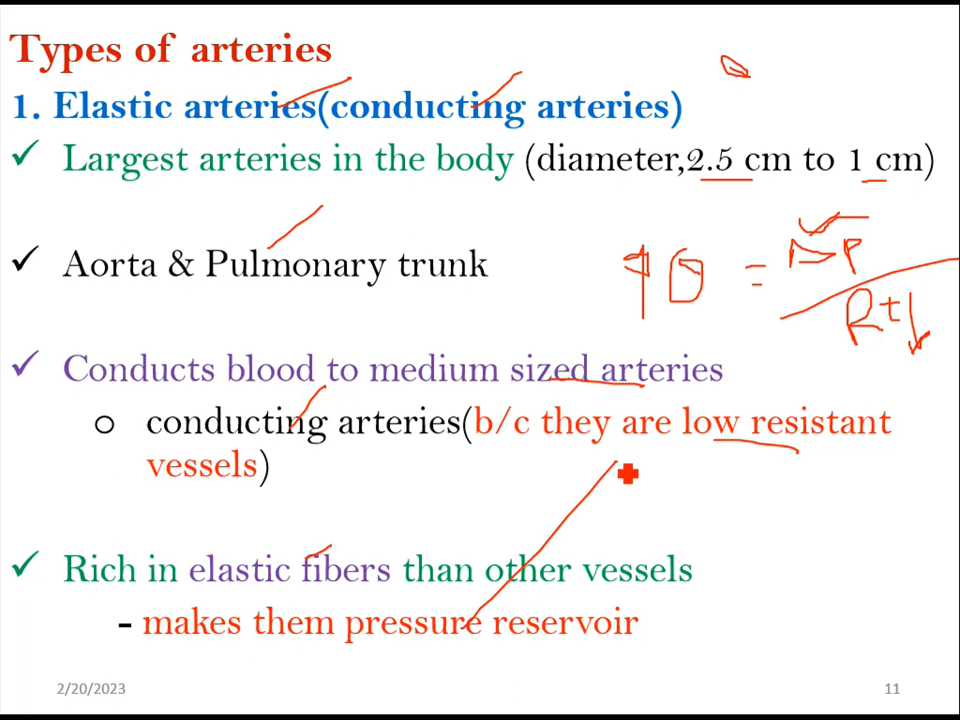 Types of arteries
1. Elastic arteries(conducting arteries)
✓ Largest arteries in the body (diameter,2.5 cm to 1 cm)
✓ Aorta & Pulmonary trunk
= ΔP
R↓
✓ Conducts blood to medium sized arteries
o conducting arteries(b/c they are low resistant
vessels)
✓ Rich in elastic fibers than other vessels
- makes them pressure reservoir
2/20/2023
11